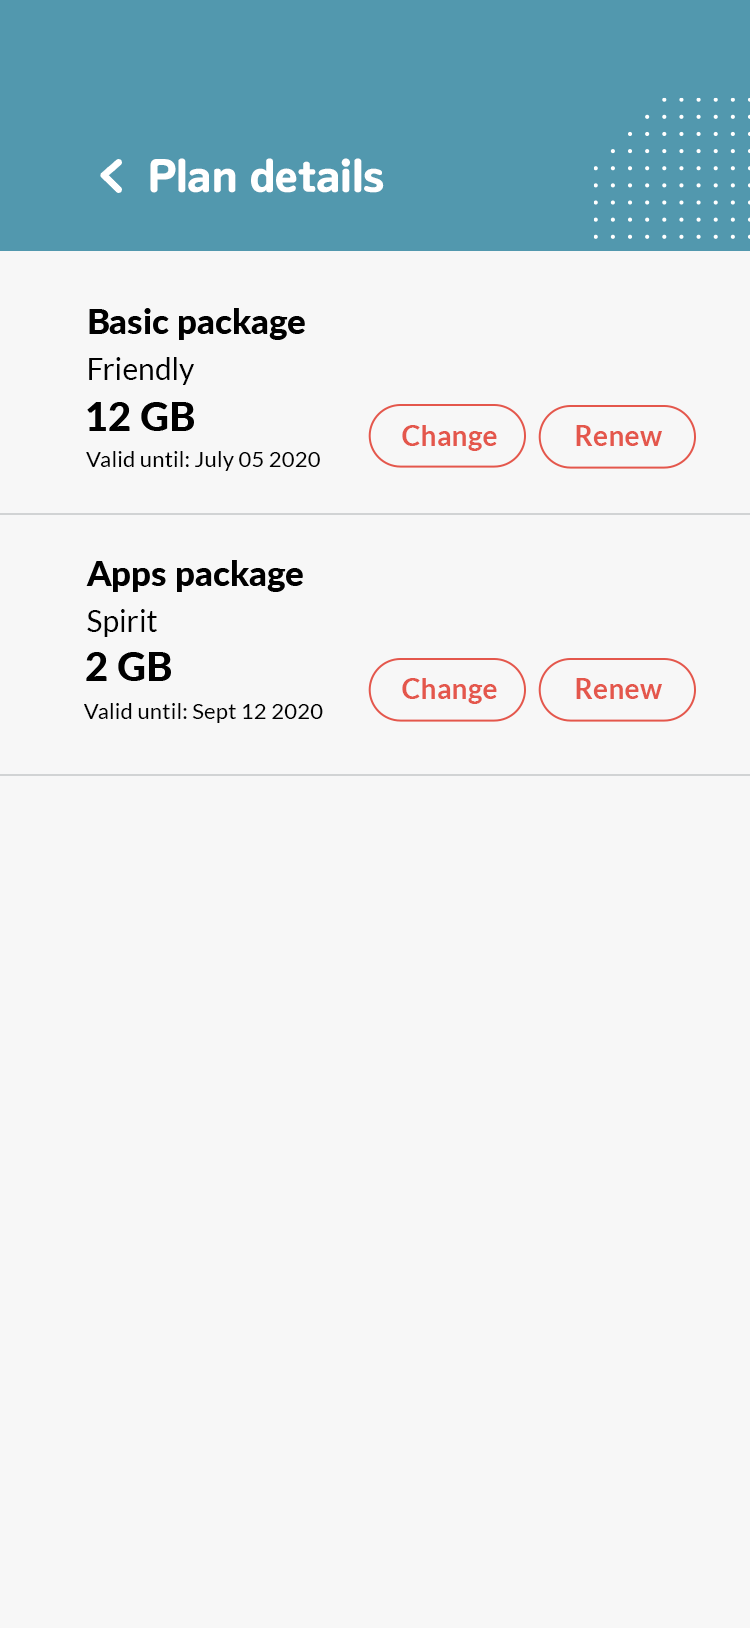 Plan details
Basic package
Friendly
12 GB
Valid until: July 05 2020
Change
Renew
Apps package
Spirit
2 GB
Valid until: Sept 12 2020
Change
Renew